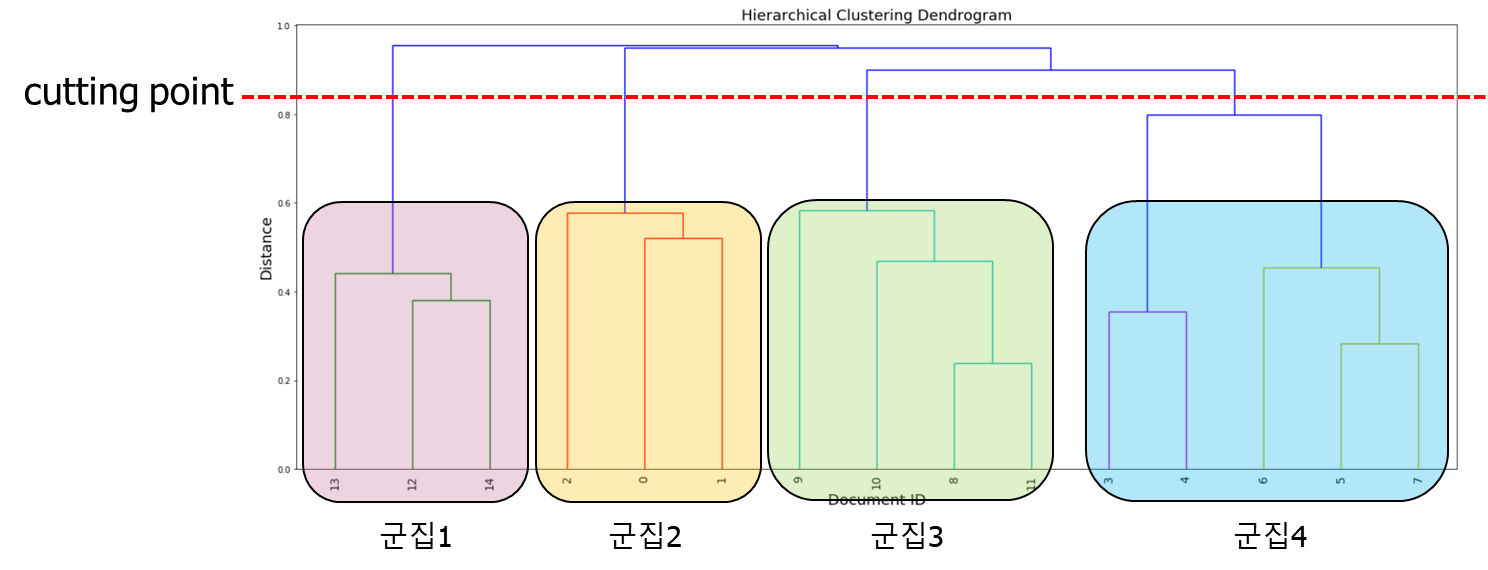 Hierarchical Clustering Dendrogram
1.0
cutting point
0.8
0.6
Distance
0.4
0.2
0.0
13 12 14 2 0 1 9 10 8 11 3 4 6 5 7
Document ID
군집1 군집2 군집3 군집4